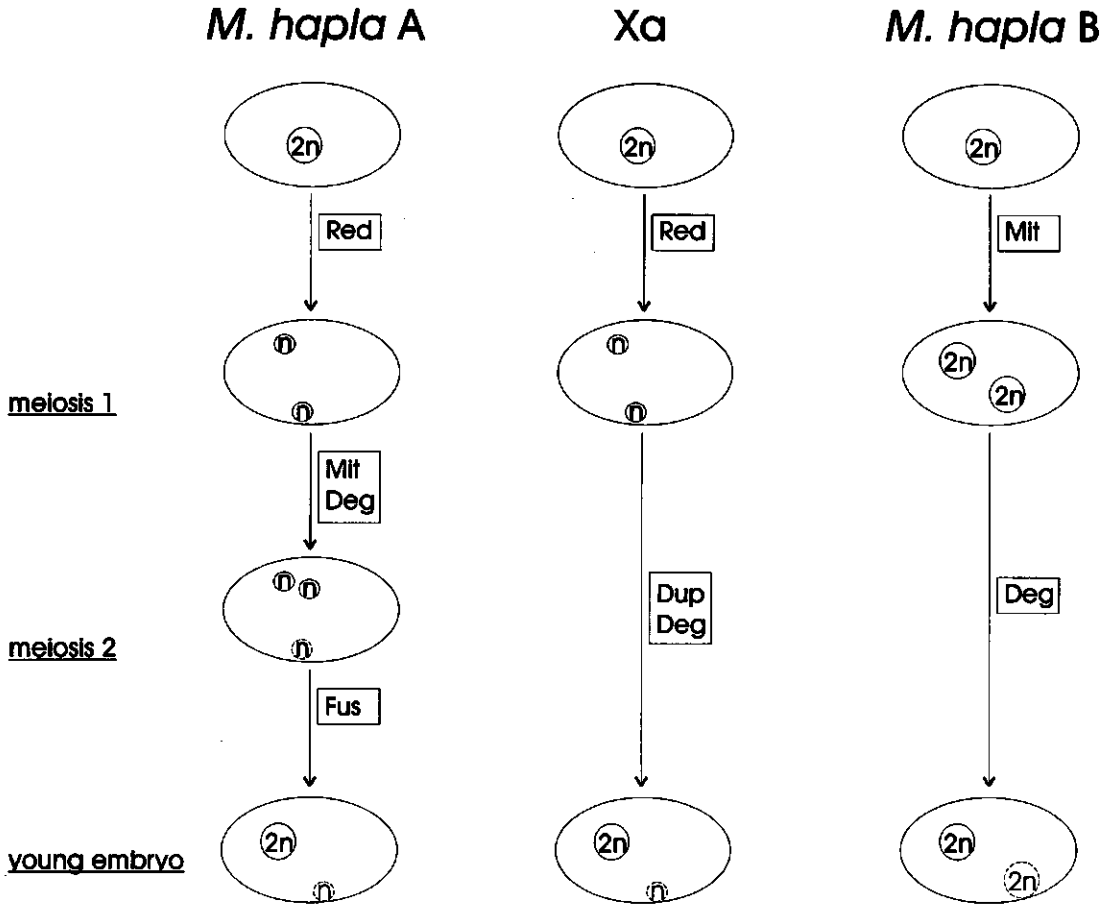 M. hapla A Xa M. hapla B
2n 2n 2n
Red Red Mit
n n 2n
meiosis 1 n n 2n
Mit
Deg
n n Dup Deg
Deg
meiosis 2 n
Fus
2n 2n 2n
young embryo n n 2n